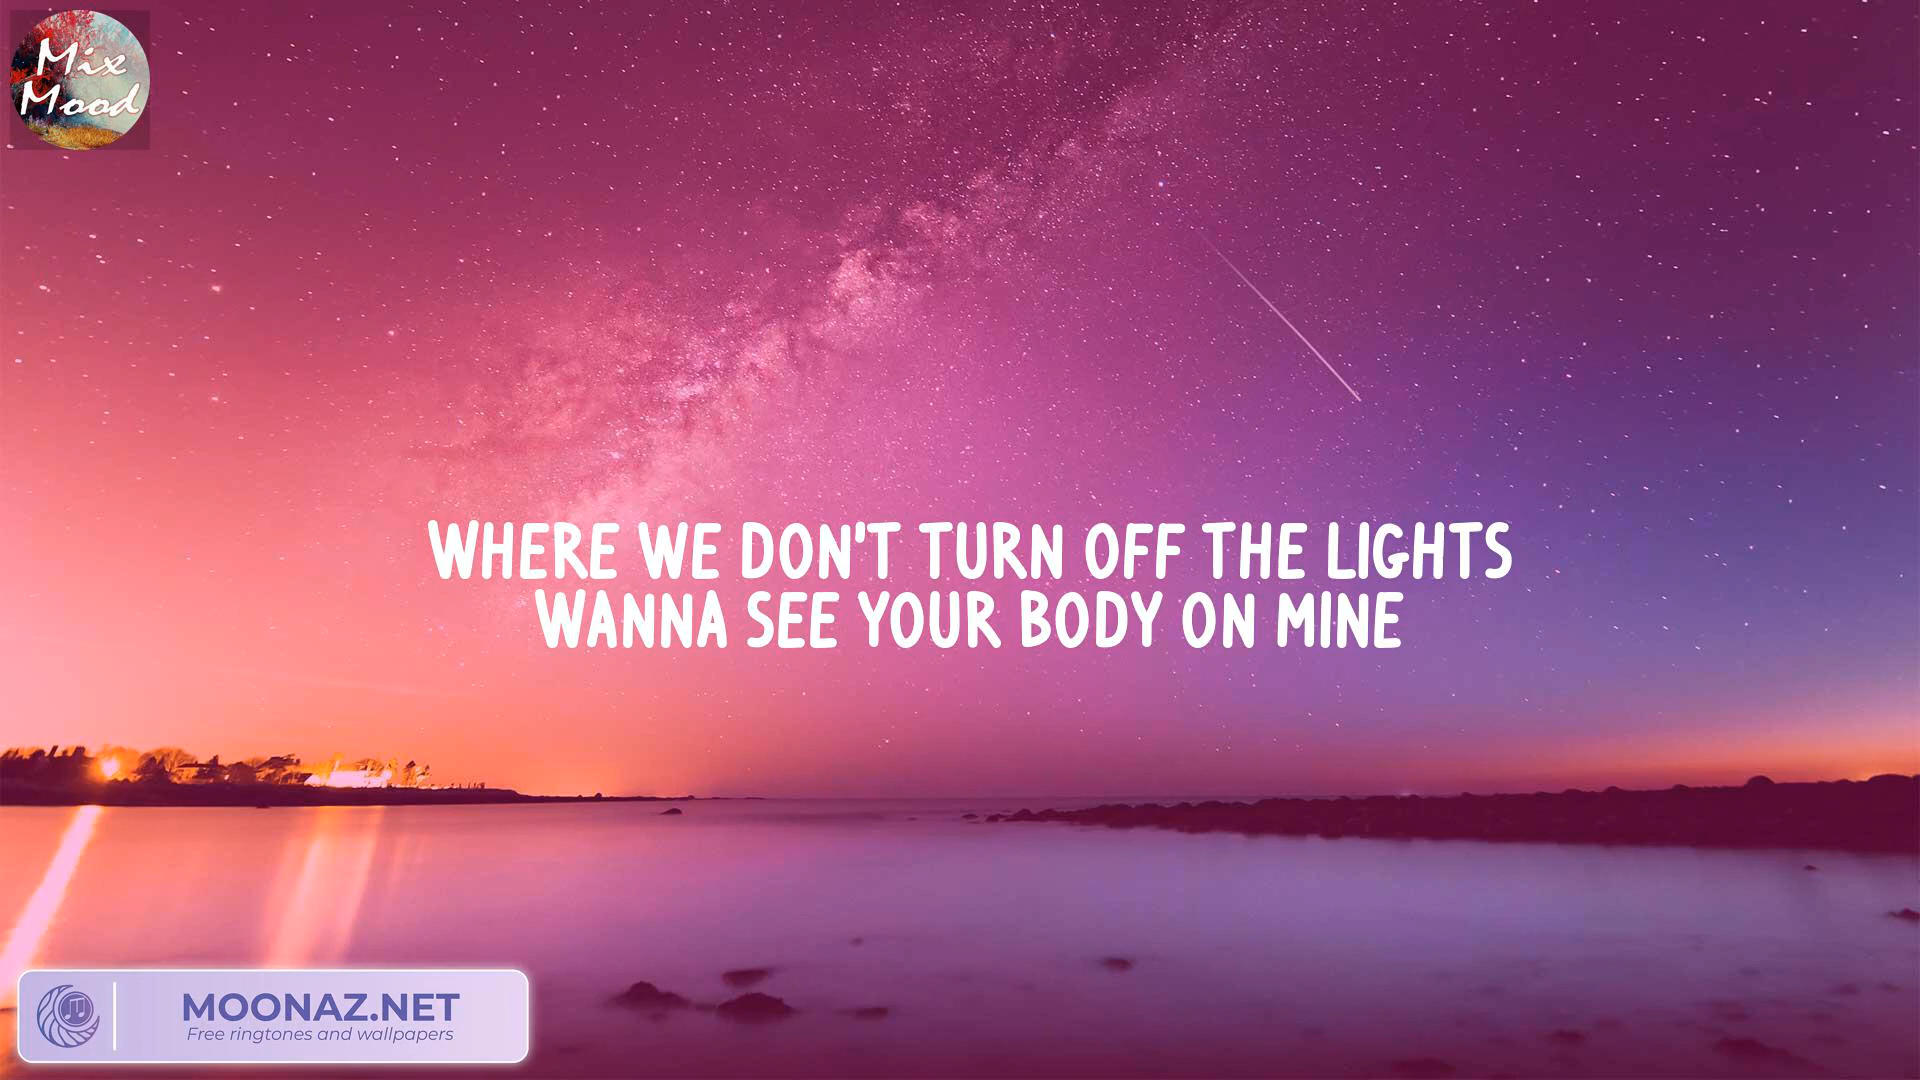 Mix
Mood
WHERE WE DON'T TURN OFF THE LIGHTS
WANNA SEE YOUR BODY ON MINE
MOONAZ.NET
Free ringtones and wallpapers